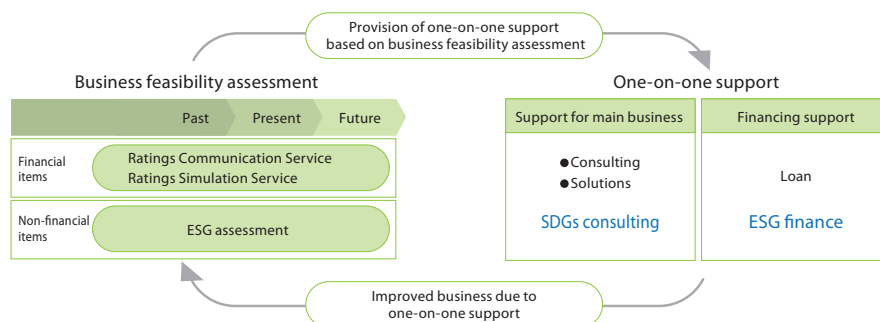 Provision of one-on-one support
based on business feasibility assessment
Business feasibility assessment
Past
Present
Future
Financial
items
Ratings Communication Service
Ratings Simulation Service
Non-financial
items
ESG assessment
One-on-one support
Support for main business
Financing support
●Consulting
●Solutions
Loan
SDGs consulting
ESG finance
Improved business due to
one-on-one support